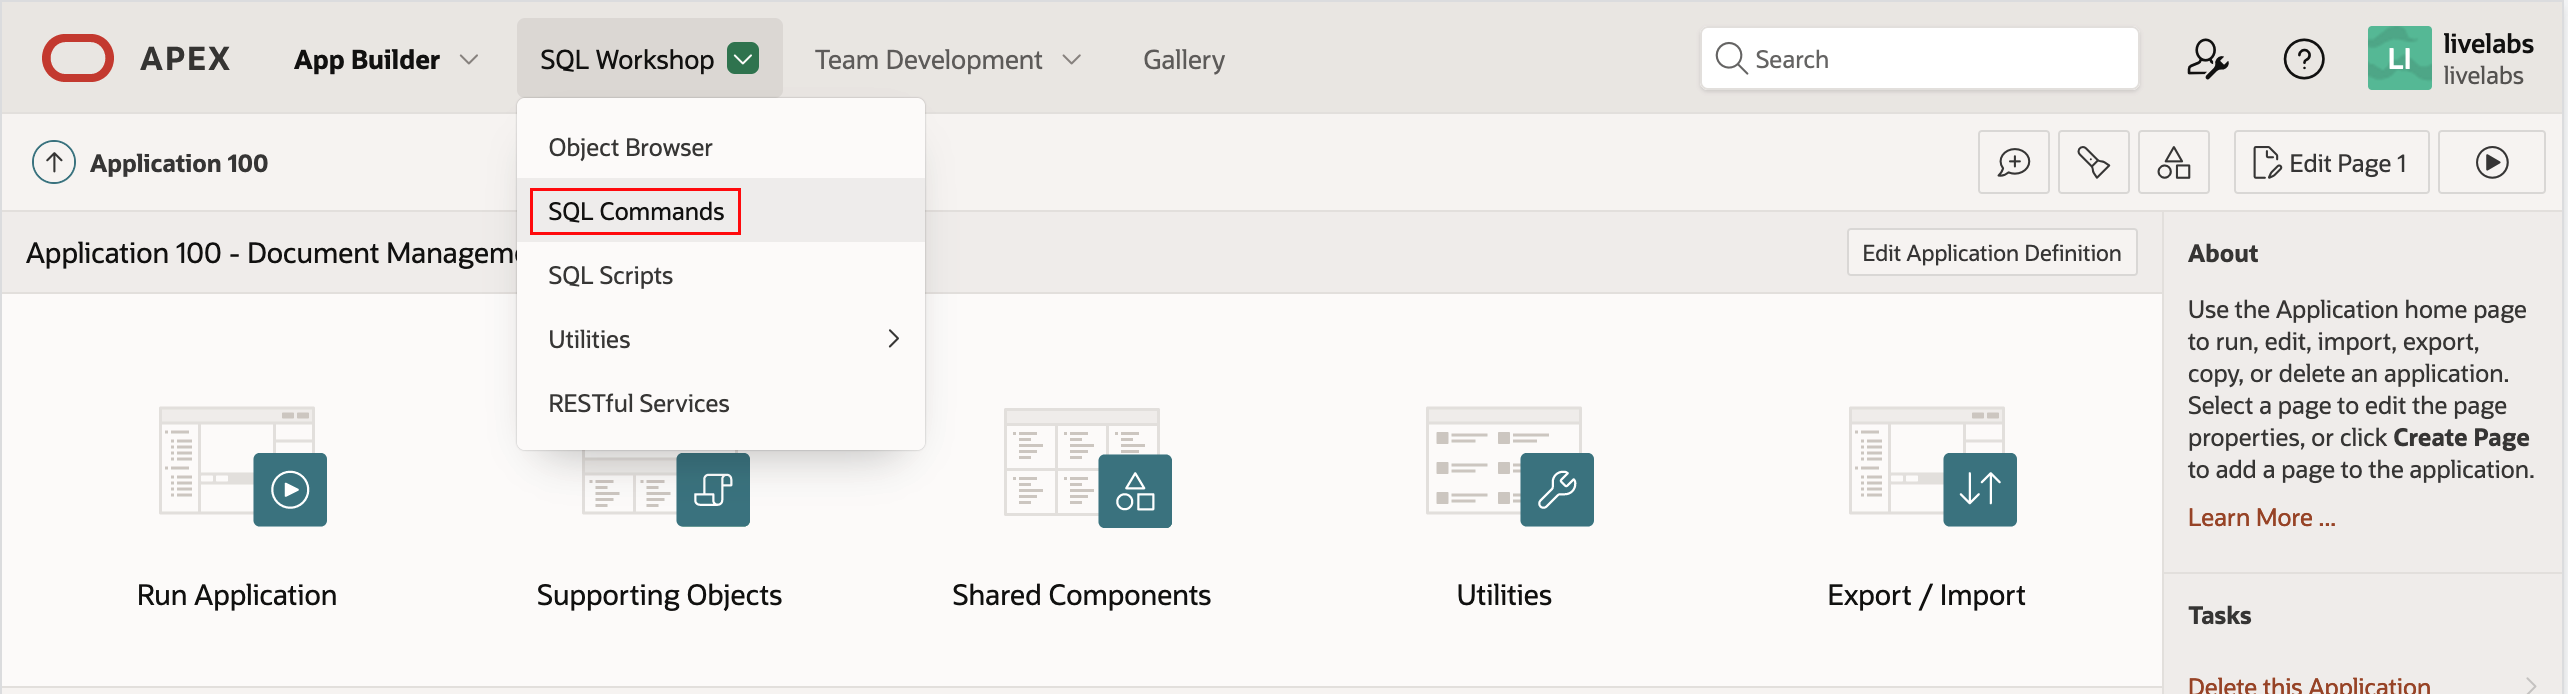 APEX
App Builder
SQL Workshop
Team Development
Gallery
Search
LI
livelabs
livelabs
Object Browser
SQL Commands
SQL Scripts
Utilities
RESTful Services
Application 100
Edit Page 1
Application 100 - Document Managem
Edit Application Definition
Run Application
Supporting Objects
Shared Components
Utilities
Export / Import
About
Use the Application home page
to run, edit, import, export,
copy, or delete an application.
Select a page to edit the page
properties, or click Create Page
to add a page to the application.
Learn More ...
Tasks
Delete this Application